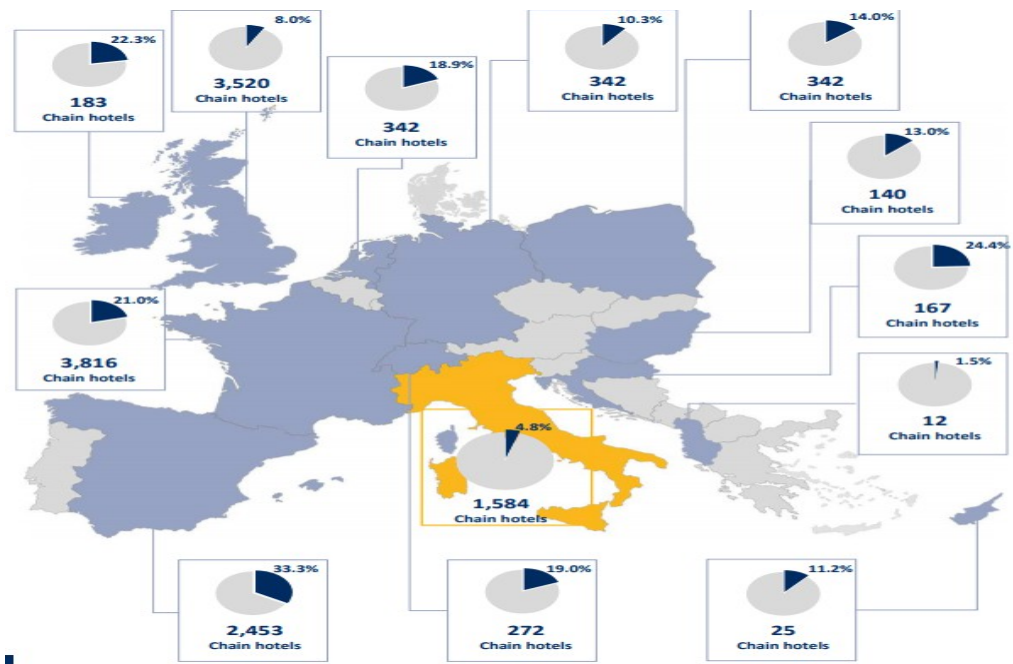 22.3%
183
Chain hotels
8.0%
3,520
Chain hotels
18.9%
342
Chain hotels
10.3%
342
Chain hotels
14.0%
342
Chain hotels
13.0%
140
Chain hotels
24.4%
167
Chain hotels
21.0%
3,816
Chain hotels
1.5%
12
Chain hotels
4.8%
1,584
Chain hotels
33.3%
2,453
Chain hotels
19.0%
272
Chain hotels
11.2%
25
Chain hotels